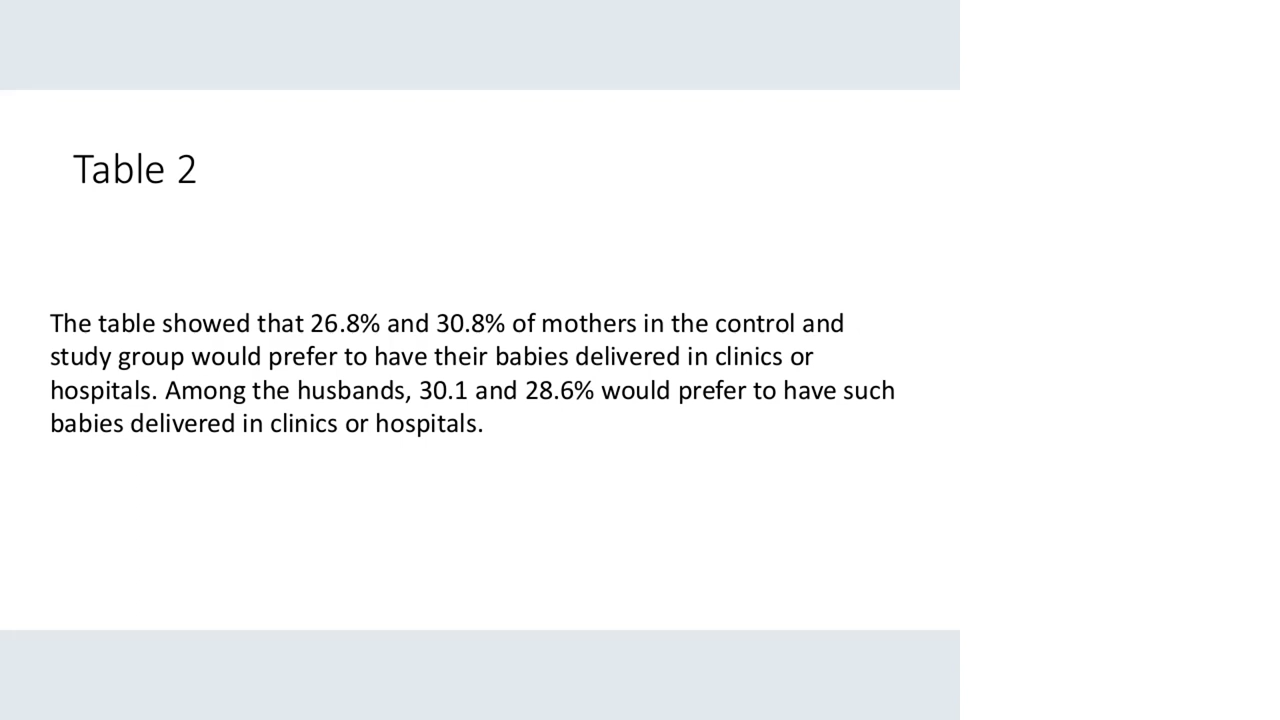 Table 2
The table showed that 26.8% and 30.8% of mothers in the control and
study group would prefer to have their babies delivered in clinics or
hospitals. Among the husbands, 30.1 and 28.6% would prefer to have such
babies delivered in clinics or hospitals.